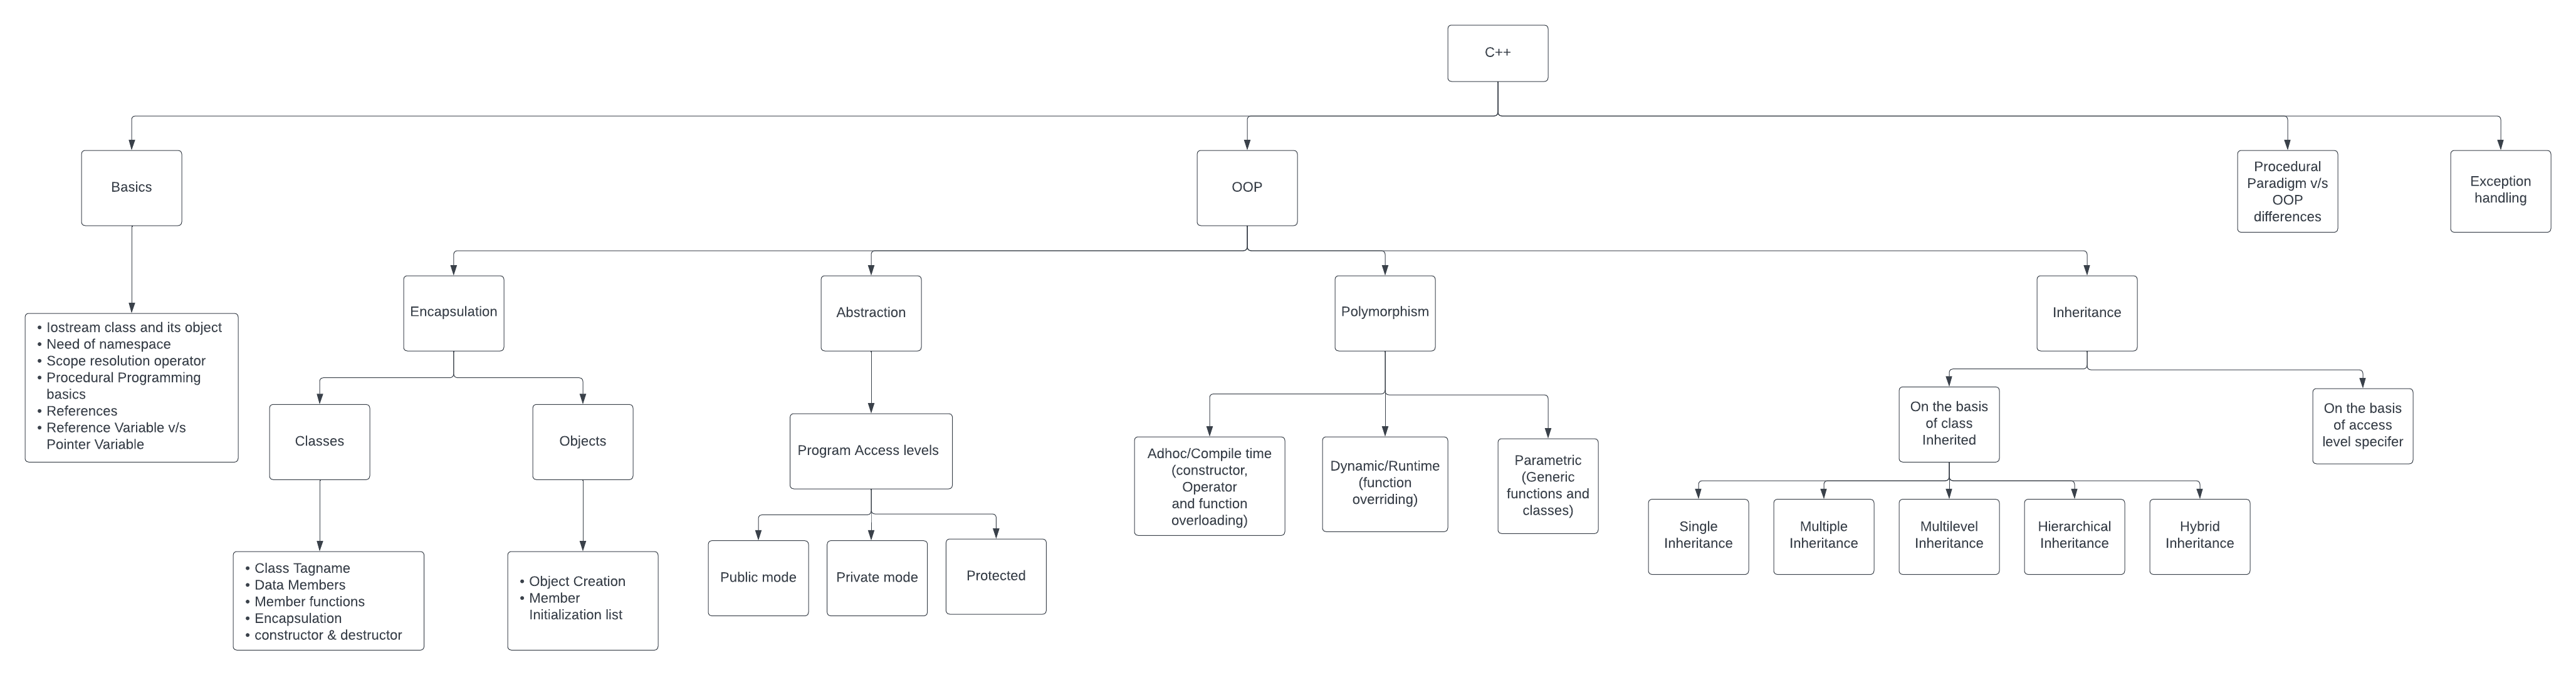 C++
Basics
OOP
Procedural
Paradigm v/s
OOP
differences
Exception
handling
Encapsulation
Abstraction
Polymorphism
Inheritance
• Iostream class and its object
• Need of namespace
• Scope resolution operator
• Procedural Programming
basics
• References
• Reference Variable v/s
Pointer Variable
Classes
Objects
Program Access levels
Adhoc/Compile time
(constructor,
Operator
and function
overloading)
Dynamic/Runtime
(function
overriding)
Parametric
(Generic
functions and
classes)
On the basis
of class
Inherited
On the basis
of access
level specifer
Single
Inheritance
Multiple
Inheritance
Multilevel
Inheritance
Hierarchical
Inheritance
Hybrid
Inheritance
• Class Tagname
• Data Members
• Member functions
• Encapsulation
• constructor & destructor
• Object Creation
• Member
Initialization list
Public mode
Private mode
Protected